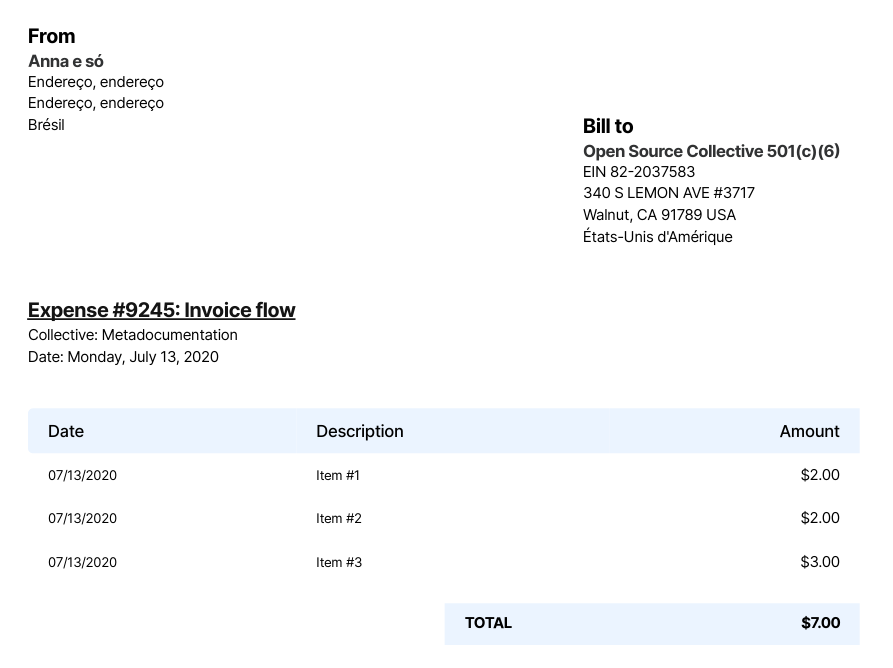 From
Anna e só
Endereço, endereço
Endereço, endereço
Brésil
Bill to
Open Source Collective 501(c)(6)
EIN 82-2037583
340 S LEMON AVE #3717
Walnut, CA 91789 USA
États-Unis d'Amérique
Expense #9245: Invoice flow
Collective: Metadocumentation
Date: Monday, July 13, 2020
Date Description Amount
07/13/2020 Item #1 $2.00
07/13/2020 Item #2 $2.00
07/13/2020 Item #3 $3.00
TOTAL $7.00